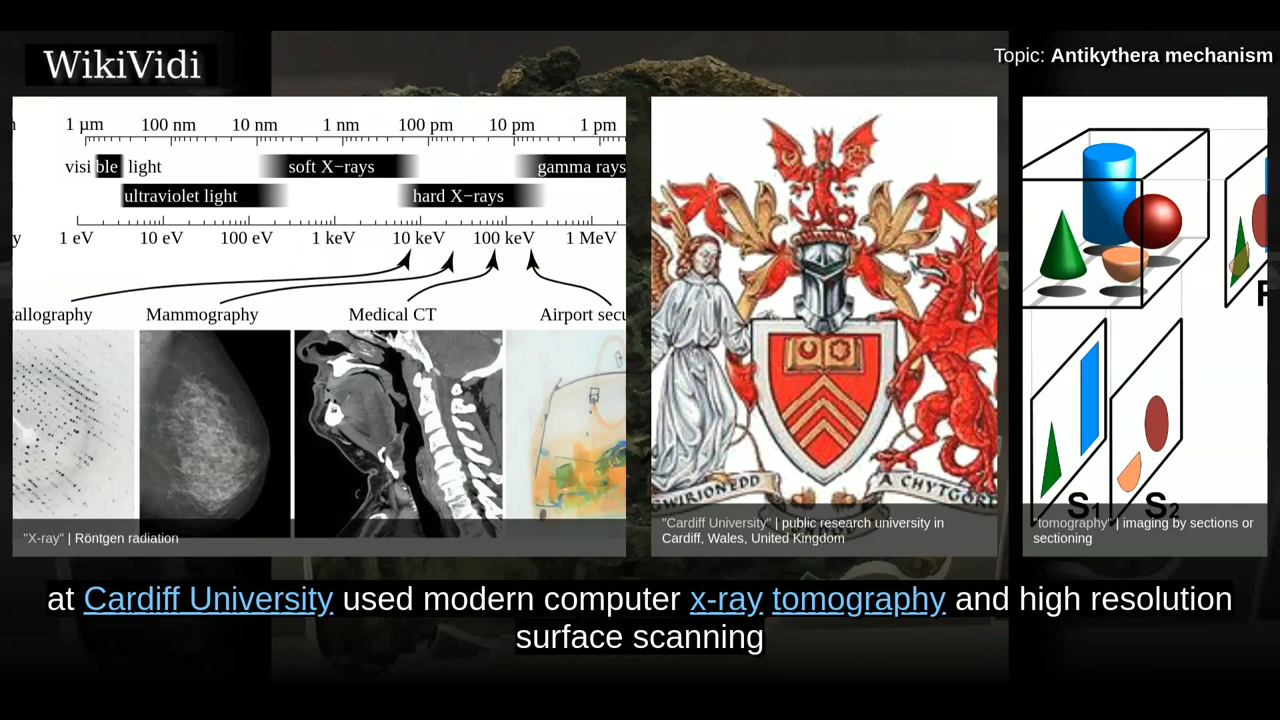 WikiVidi
Topic: Antikythera mechanism
1 μm 100 nm 10 nm 1 nm 100 pm 10 pm 1 pm
visible light soft X−rays gamma rays
ultraviolet light hard X−rays
1 eV 10 eV 100 eV 1 keV 10 keV 100 keV 1 MeV
allography Mammography Medical CT Airport secu
"X-ray" | Röntgen radiation
GWIRIONEDD
A CHYTGORD
"Cardiff University" | public research university in
Cardiff, Wales, United Kingdom
P
S1 S2
"tomography" | imaging by sections or
sectioning
at Cardiff University used modern computer x-ray tomography and high resolution
surface scanning